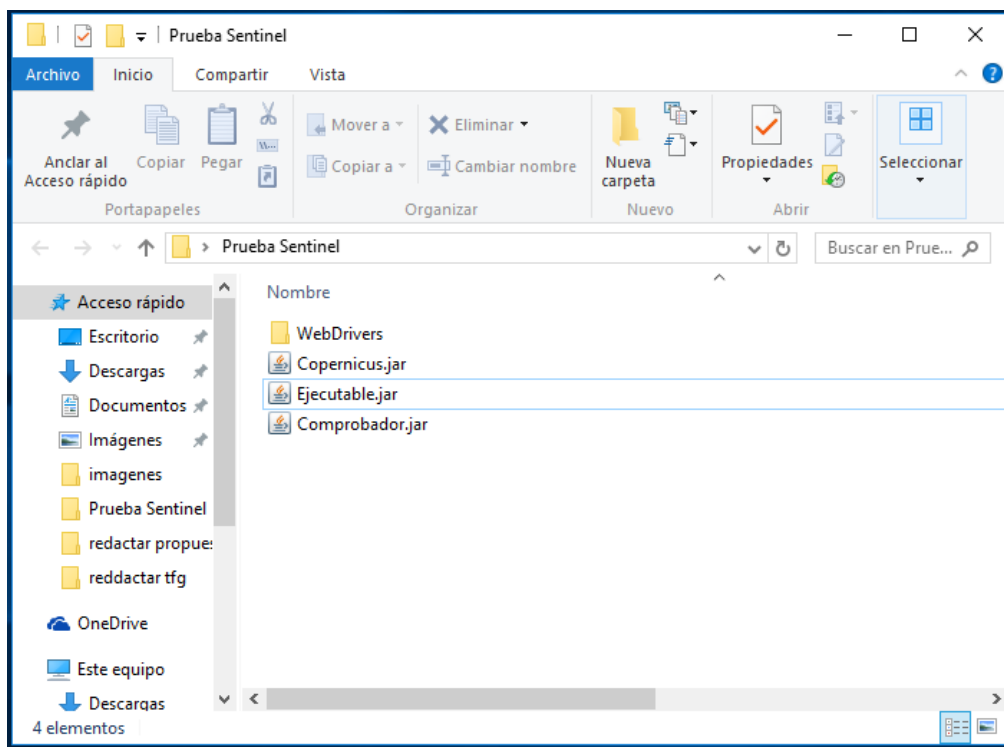 Prueba Sentinel
Archivo Inicio Compartir Vista
Anclar al Acceso rápido
Copiar
Pegar
Mover a
Copiar a
Eliminar
Cambiar nombre
Nueva carpeta
Propiedades
Seleccionar
Portapapeles Organizar Nuevo Abrir
Prueba Sentinel
Buscar en Prue...
Acceso rápido
Escritorio
Descargas
Documentos
Imágenes
imagenes
Prueba Sentinel
redactar propue
reddactar tfg
OneDrive
Este equipo
Descargas
Nombre
WebDrivers
Copernicus.jar
Ejecutable.jar
Comprobador.jar
4 elementos